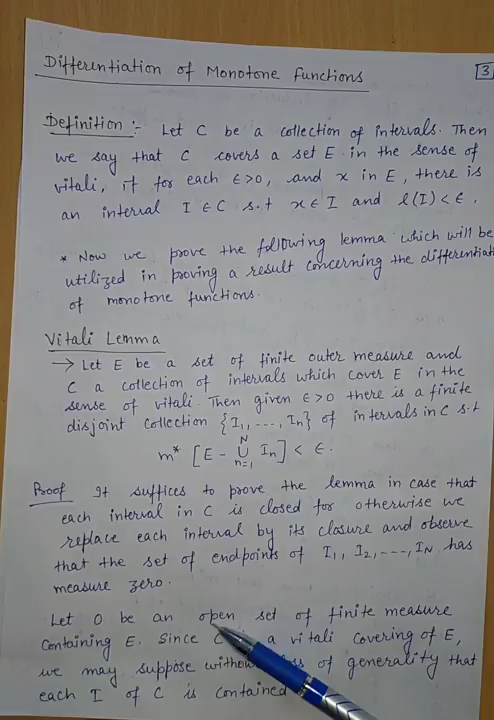 Differentiation of Monotone Functions
3
Definition :- Let C be a collection of intervals. Then
we say that C covers a set E in the sense of
vitali, if for each ϵ>0, and x in E, there is
an interval I ∈ C s.t x ∈ I and l(I) < ϵ.
* Now we prove the following lemma which will be
utilized in proving a result concerning the differentiat
of monotone functions.
Vitali Lemma
→ Let E be a set of finite outer measure and
C a collection of intervals which cover E in the
sense of vitali. Then given ϵ>0 there is a finite
disjoint collection {I₁, ---, Iₙ} of intervals in C s.t
m* [E - ∪ᴺₙ₌₁ Iₙ] < ϵ.
Proof It suffices to prove the lemma in case that
each interval in C is closed for otherwise we
replace each interval by its closure and observe
that the set of endpoints of I₁, I₂, ---, I_N has
measure zero.
Let O be an open set of finite measure
containing E. Since a vitali covering of E,
we may suppose of generality that
each I of C is contained